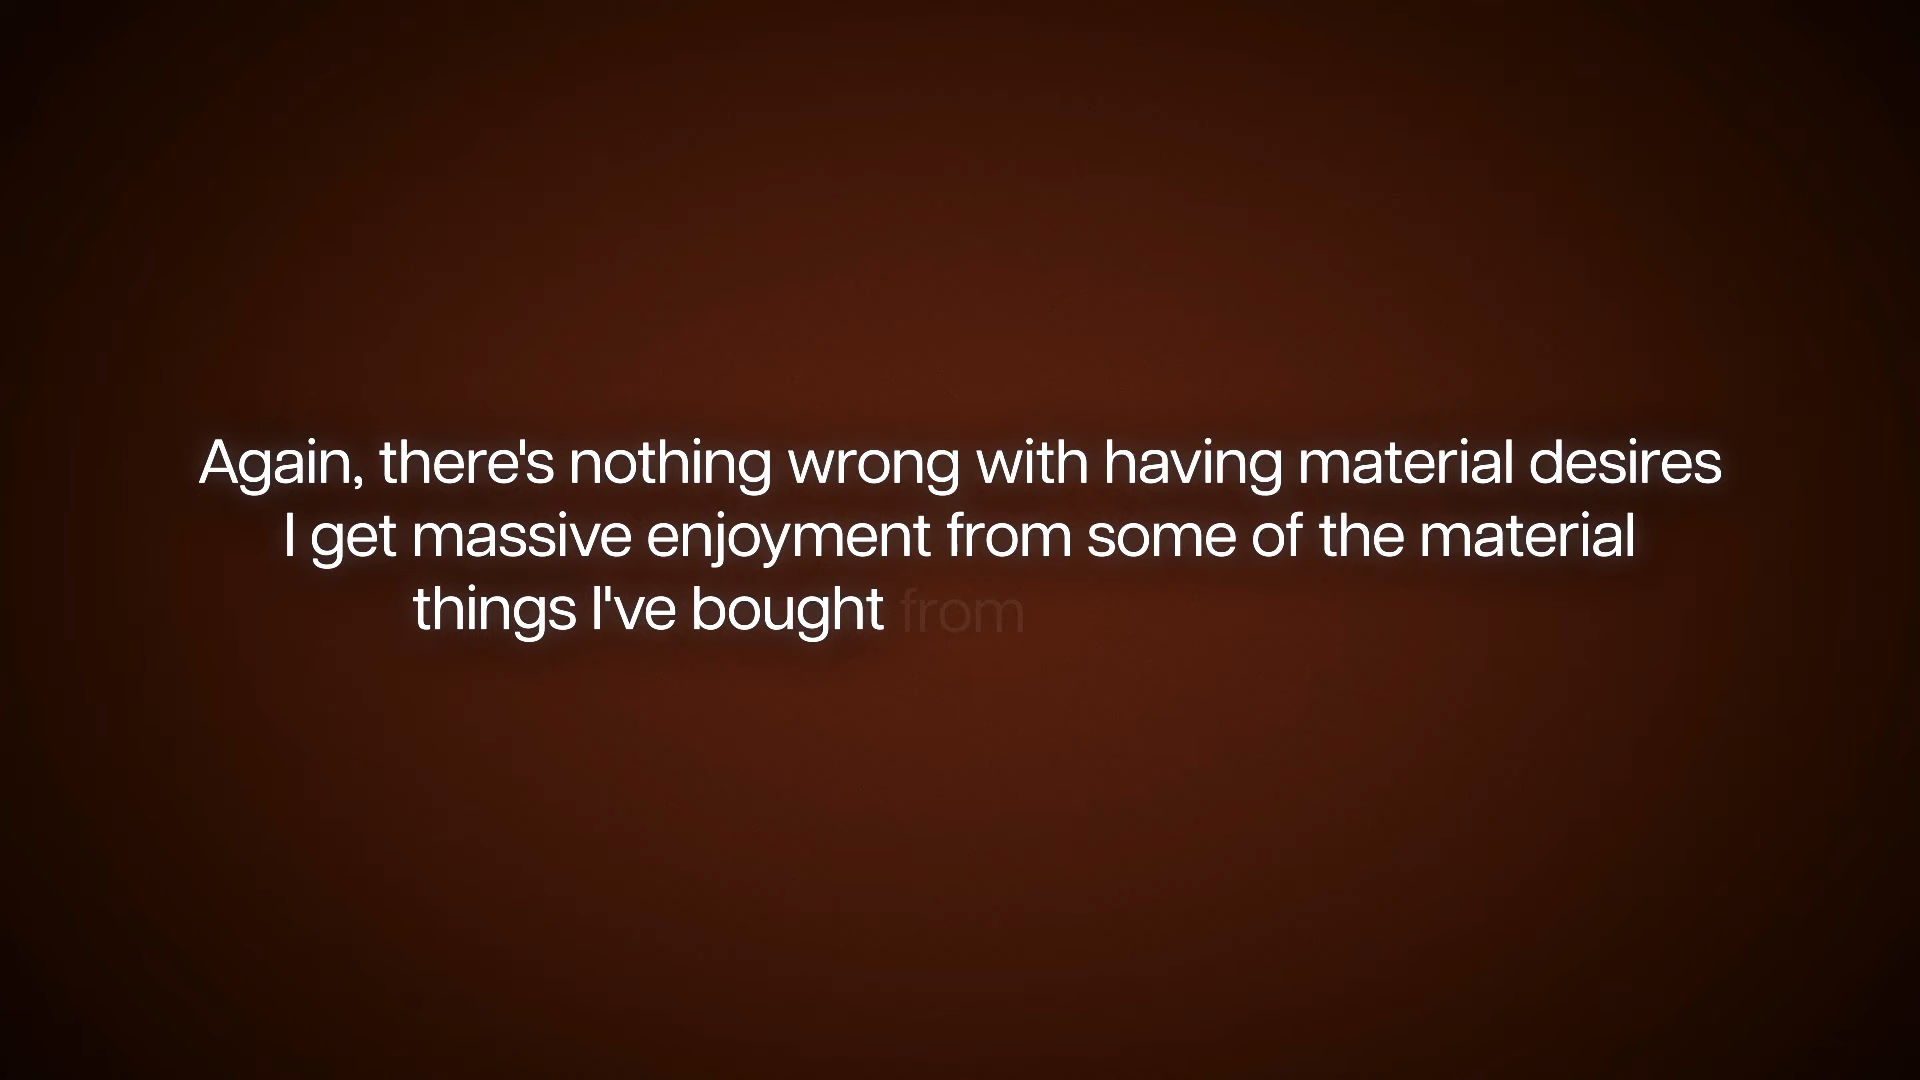 Again, there's nothing wrong with having material desires
I get massive enjoyment from some of the material
things I've bought from